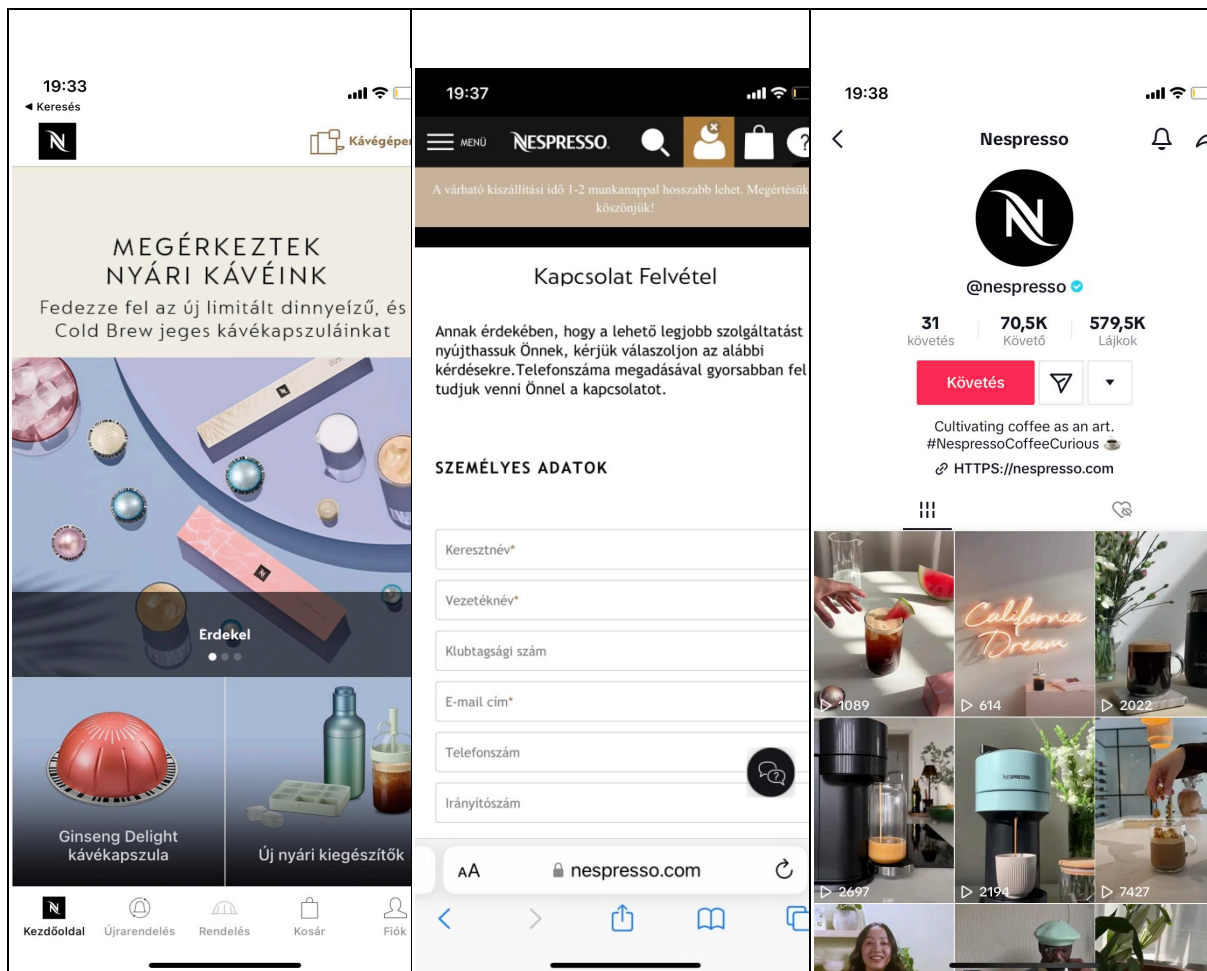 19:33
Keresés
Kávégépe
MEGÉRKEZTEK
NYÁRI KÁVÉINK
Fedezze fel az új limitált dinnyeízű, és
Cold Brew jeges kávékapszuláinkat
Érdekel
Ginseng Delight
kávékapszula
Új nyári kiegészítők
Kezdőoldal
Újrarendelés
Rendelés
Kosár
Fiók
19:37
MENÜ
NESPRESSO.
A várható kiszállítási idő 1-2 munkanappal hosszabb lehet. Megértésük
köszönjük!
Kapcsolat Felvétel
Annak érdekében, hogy a lehető legjobb szolgáltatást
nyújthassuk Önnek, kérjük válaszoljon az alábbi
kérdésekre.Telefonszáma megadásával gyorsabban fel
tudjuk venni Önnel a kapcsolatot.
SZEMÉLYES ADATOK
Keresztnév*
Vezetéknév*
Klubtagsági szám
E-mail cím*
Telefonszám
Irányítószám
AA
nespresso.com
19:38
Nespresso
@nespresso
31
követés
70,5K
Követő
579,5K
Lájkok
Követés
Cultivating coffee as an art.
#NespressoCoffeeCurious
HTTPS://nespresso.com
California
Dream
1089
614
2022
NESPRESSO
2697
2194
7427